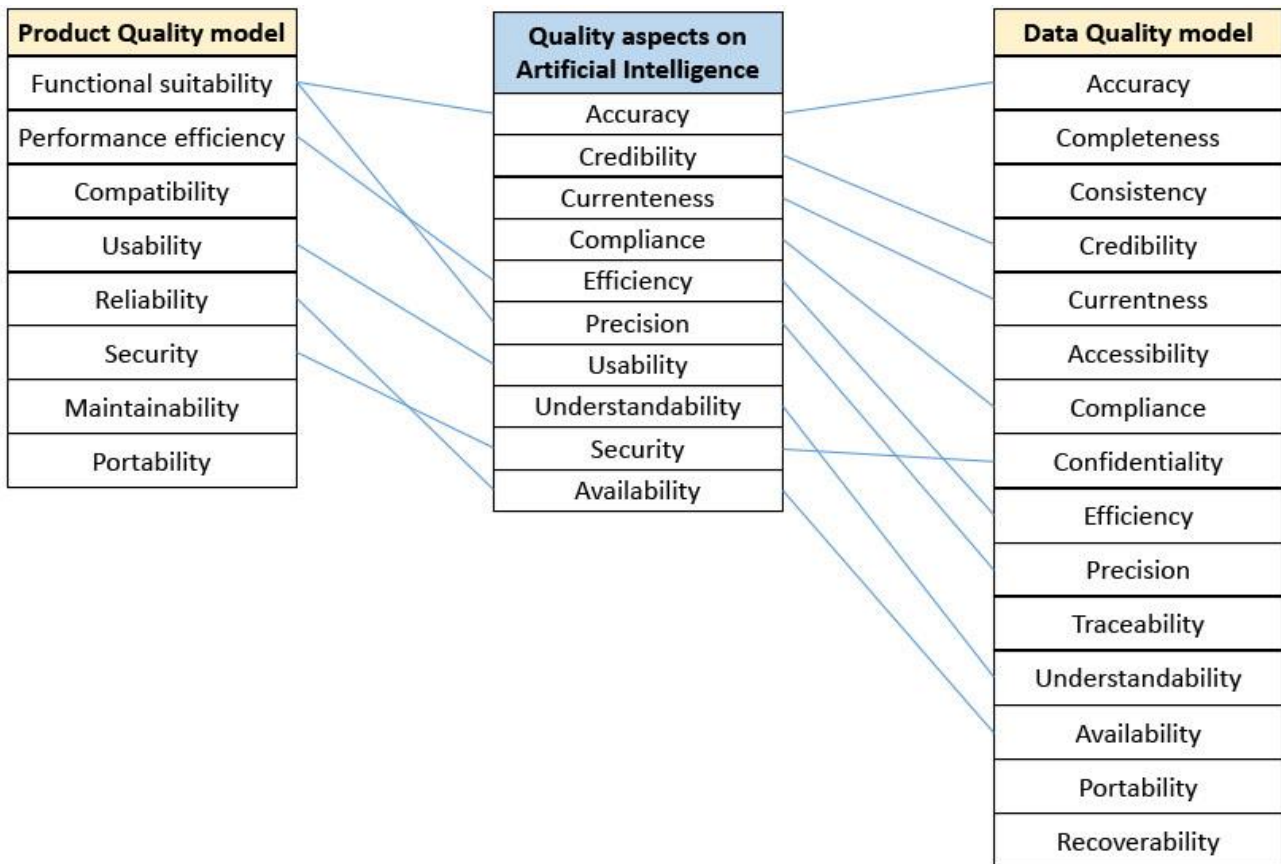 Product Quality model
Functional suitability
Performance efficiency
Compatibility
Usability
Reliability
Security
Maintainability
Portability
Quality aspects on
Artificial Intelligence
Accuracy
Credibility
Currenteness
Compliance
Efficiency
Precision
Usability
Understandability
Security
Availability
Data Quality model
Accuracy
Completeness
Consistency
Credibility
Currentness
Accessibility
Compliance
Confidentiality
Efficiency
Precision
Traceability
Understandability
Availability
Portability
Recoverability